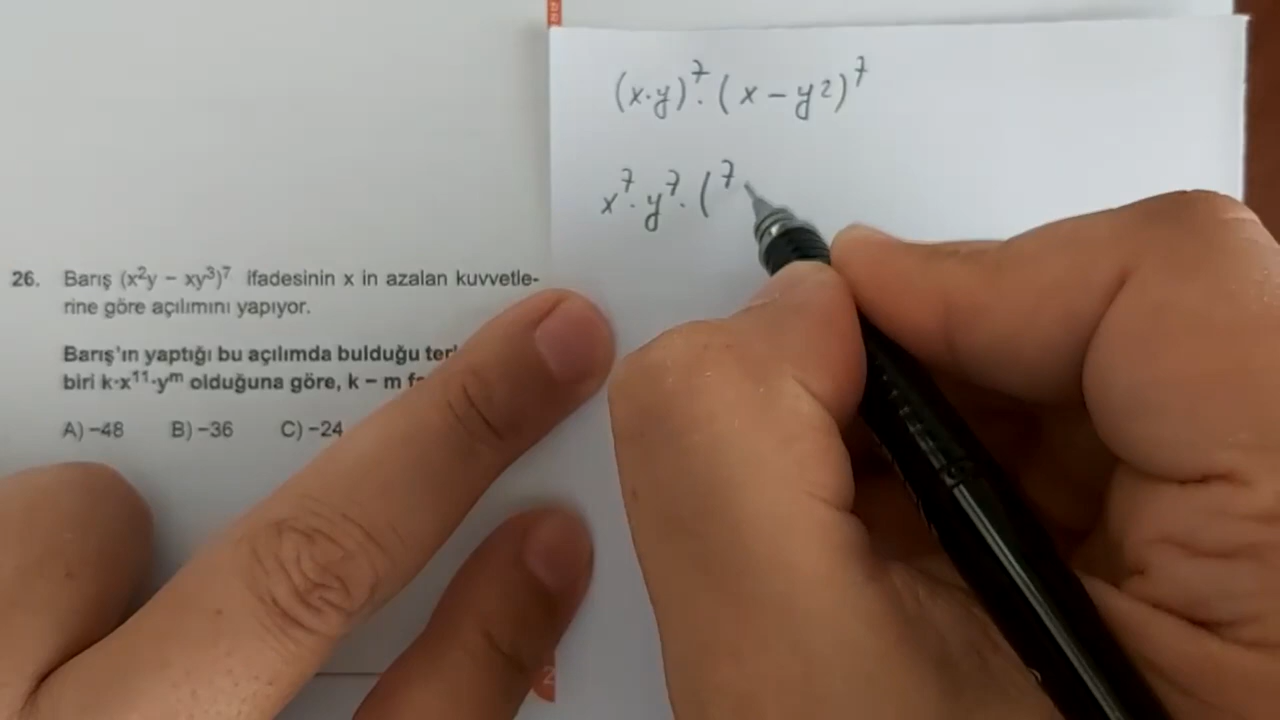 (x·y)⁷·(x-y²)⁷
x⁷·y⁷·(⁷
26. Barış (x²y – xy³)⁷ ifadesinin x in azalan kuvvetle-
rine göre açılımını yapıyor.
Barış'ın yaptığı bu açılımda bulduğu
biri k·x¹¹·yᵐ olduğuna göre, k – m
A) –48 B) –36 C) –24